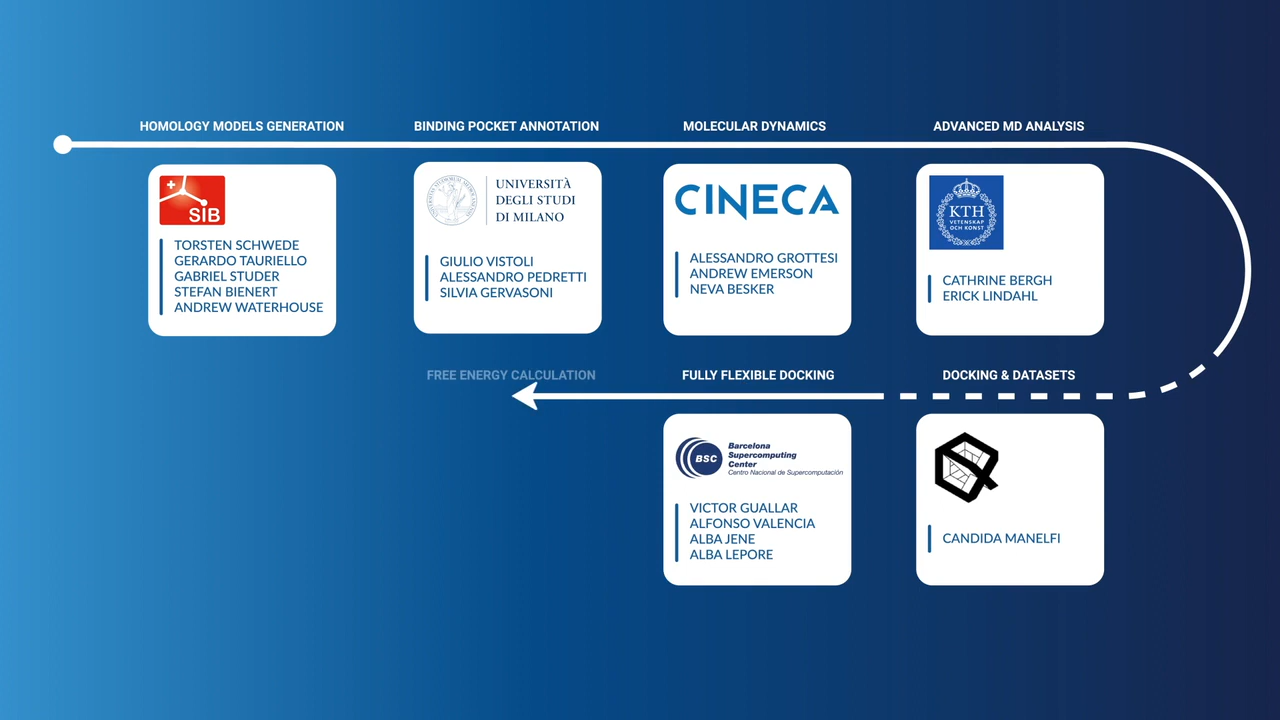 HOMOLOGY MODELS GENERATION
BINDING POCKET ANNOTATION
MOLECULAR DYNAMICS
ADVANCED MD ANALYSIS
SIB
TORSTEN SCHWEDE
GERARDO TAURIELLO
GABRIEL STUDER
STEFAN BIENERT
ANDREW WATERHOUSE
UNIVERSITÀ
DEGLI STUDI
DI MILANO
GIULIO VISTOLI
ALESSANDRO PEDRETTI
SILVIA GERVASONI
CINECA
ALESSANDRO GROTTESI
ANDREW EMERSON
NEVA BESKER
KTH
VETENSKAP
OCH KONST
CATHRINE BERGH
ERICK LINDAHL
FREE ENERGY CALCULATION
FULLY FLEXIBLE DOCKING
DOCKING & DATASETS
BSC
Barcelona
Supercomputing
Center
Centro Nacional de Supercomputación
VICTOR GUALLAR
ALFONSO VALENCIA
ALBA JENE
ALBA LEPORE
CANDIDA MANELFI